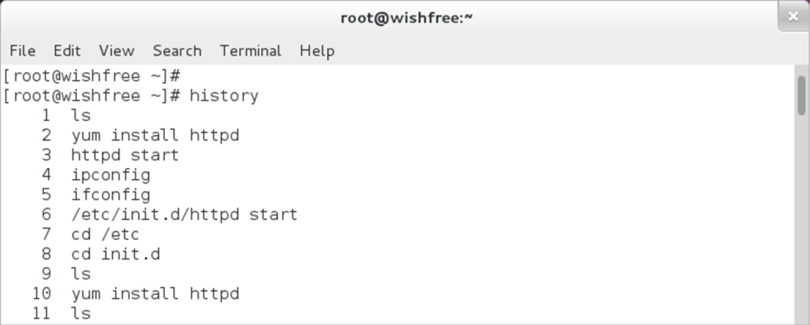 root@wishfree:~
File Edit View Search Terminal Help
[root@wishfree ~]#
[root@wishfree ~]# history
1 ls
2 yum install httpd
3 httpd start
4 ipconfig
5 ifconfig
6 /etc/init.d/httpd start
7 cd /etc
8 cd init.d
9 ls
10 yum install httpd
11 ls